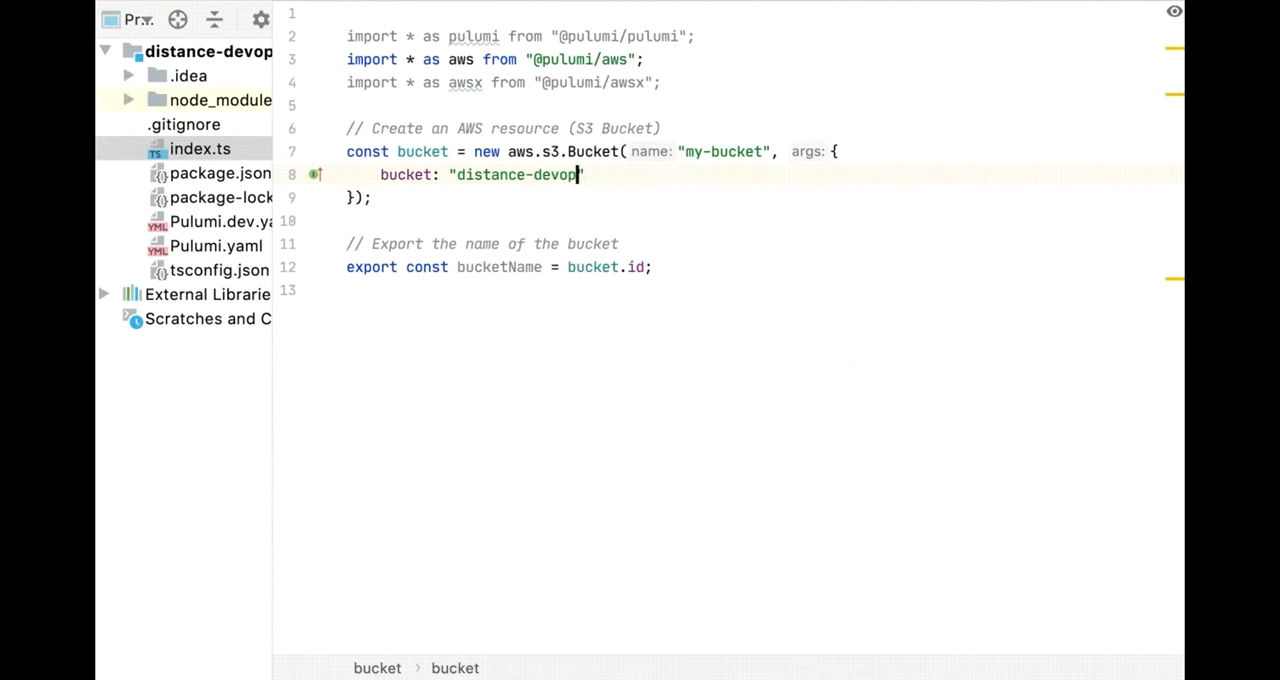 Pr...
distance-devop
.idea
node_module
.gitignore
index.ts
package.json
package-lock
Pulumi.dev.ya
Pulumi.yaml
tsconfig.json
External Librarie
Scratches and C
1
2 import * as pulumi from "@pulumi/pulumi";
3 import * as aws from "@pulumi/aws";
4 import * as awsx from "@pulumi/awsx";
5
6 // Create an AWS resource (S3 Bucket)
7 const bucket = new aws.s3.Bucket( name: "my-bucket", args: {
8 bucket: "distance-devop"
9 });
10
11 // Export the name of the bucket
12 export const bucketName = bucket.id;
13
bucket › bucket